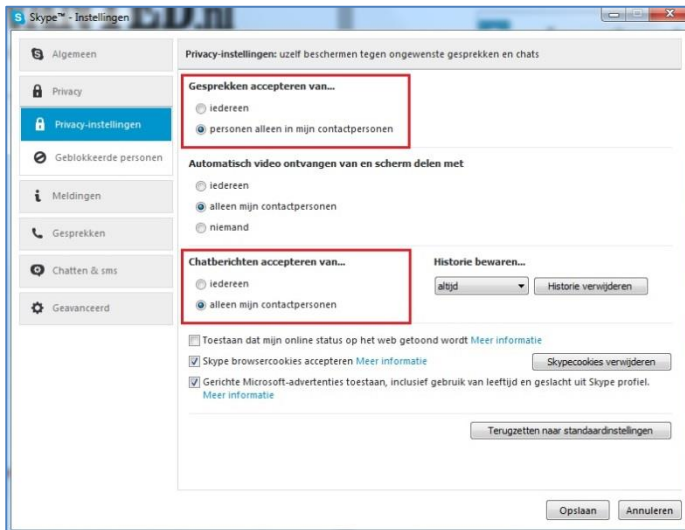 Skype™ - Instellingen
ED.nl
Algemeen
Privacy
Privacy-instellingen
Geblokkeerde personen
Meldingen
Gesprekken
Chatten & sms
Geavanceerd
Privacy-instellingen: uzelf beschermen tegen ongewenste gesprekken en chats
Gesprekken accepteren van...
iedereen
personen alleen in mijn contactpersonen
Automatisch video ontvangen van en scherm delen met
iedereen
alleen mijn contactpersonen
niemand
Chatberichten accepteren van...
iedereen
alleen mijn contactpersonen
Historie bewaren...
altijd Historie verwijderen
Toestaan dat mijn online status op het web getoond wordt Meer informatie
Skype browsercookies accepteren Meer informatie Skypecookies verwijderen
Gerichte Microsoft-advertenties toestaan, inclusief gebruik van leeftijd en geslacht uit Skype profiel.
Meer informatie
Terugzetten naar standaardinstellingen
Opslaan Annuleren